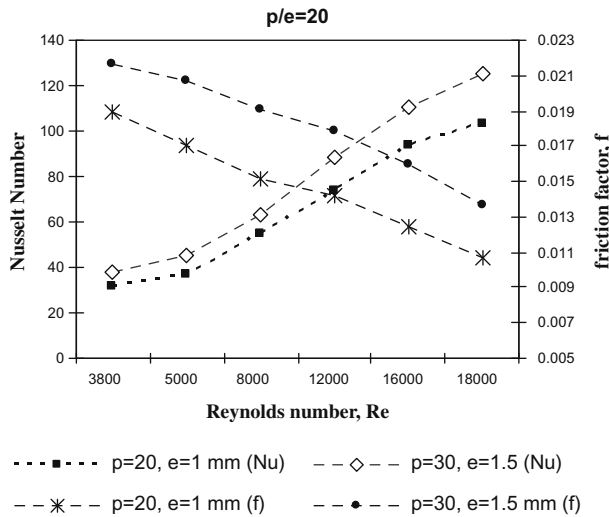 p/e=20
140
120
100
80
60
40
20
0
Nusselt Number
0.023
0.021
0.019
0.017
0.015
0.013
0.011
0.009
0.007
0.005
friction factor, f
3800 5000 8000 12000 16000 18000
Reynolds number, Re
p=20, e=1 mm (Nu) p=30, e=1.5 (Nu)
p=20, e=1 mm (f) p=30, e=1.5 mm (f)